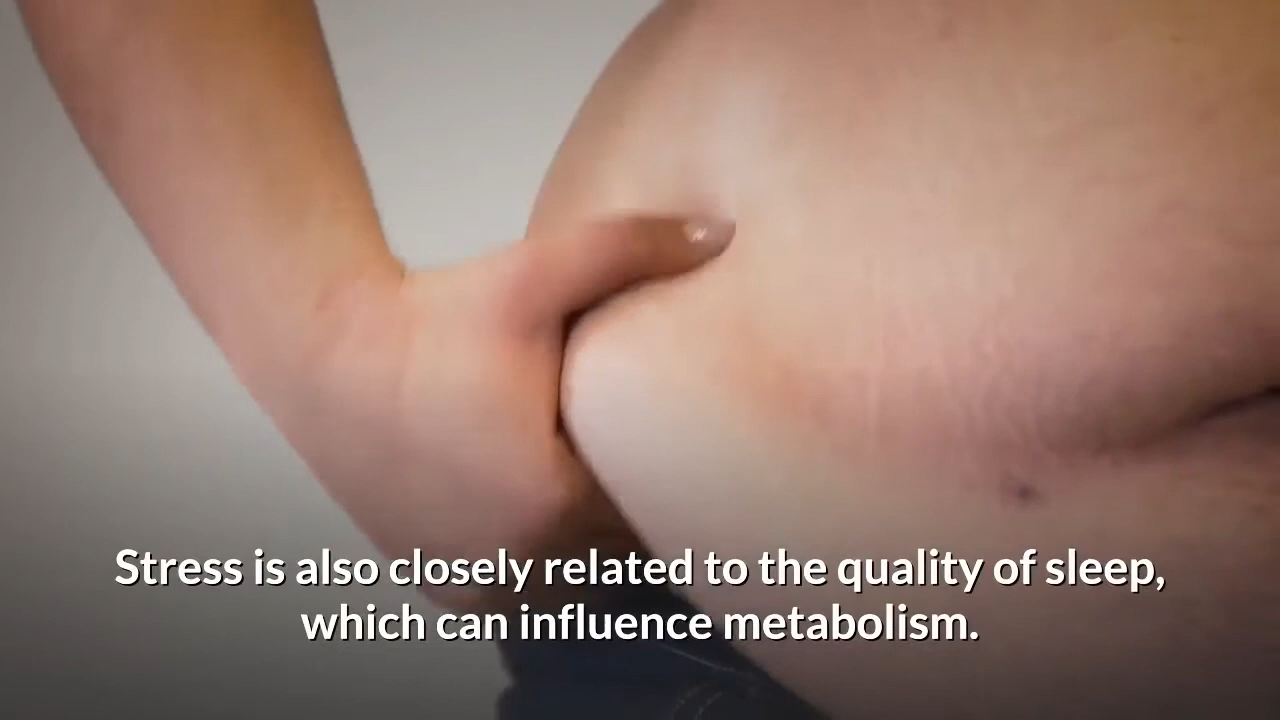 Stress is also closely related to the quality of sleep,
which can influence metabolism.